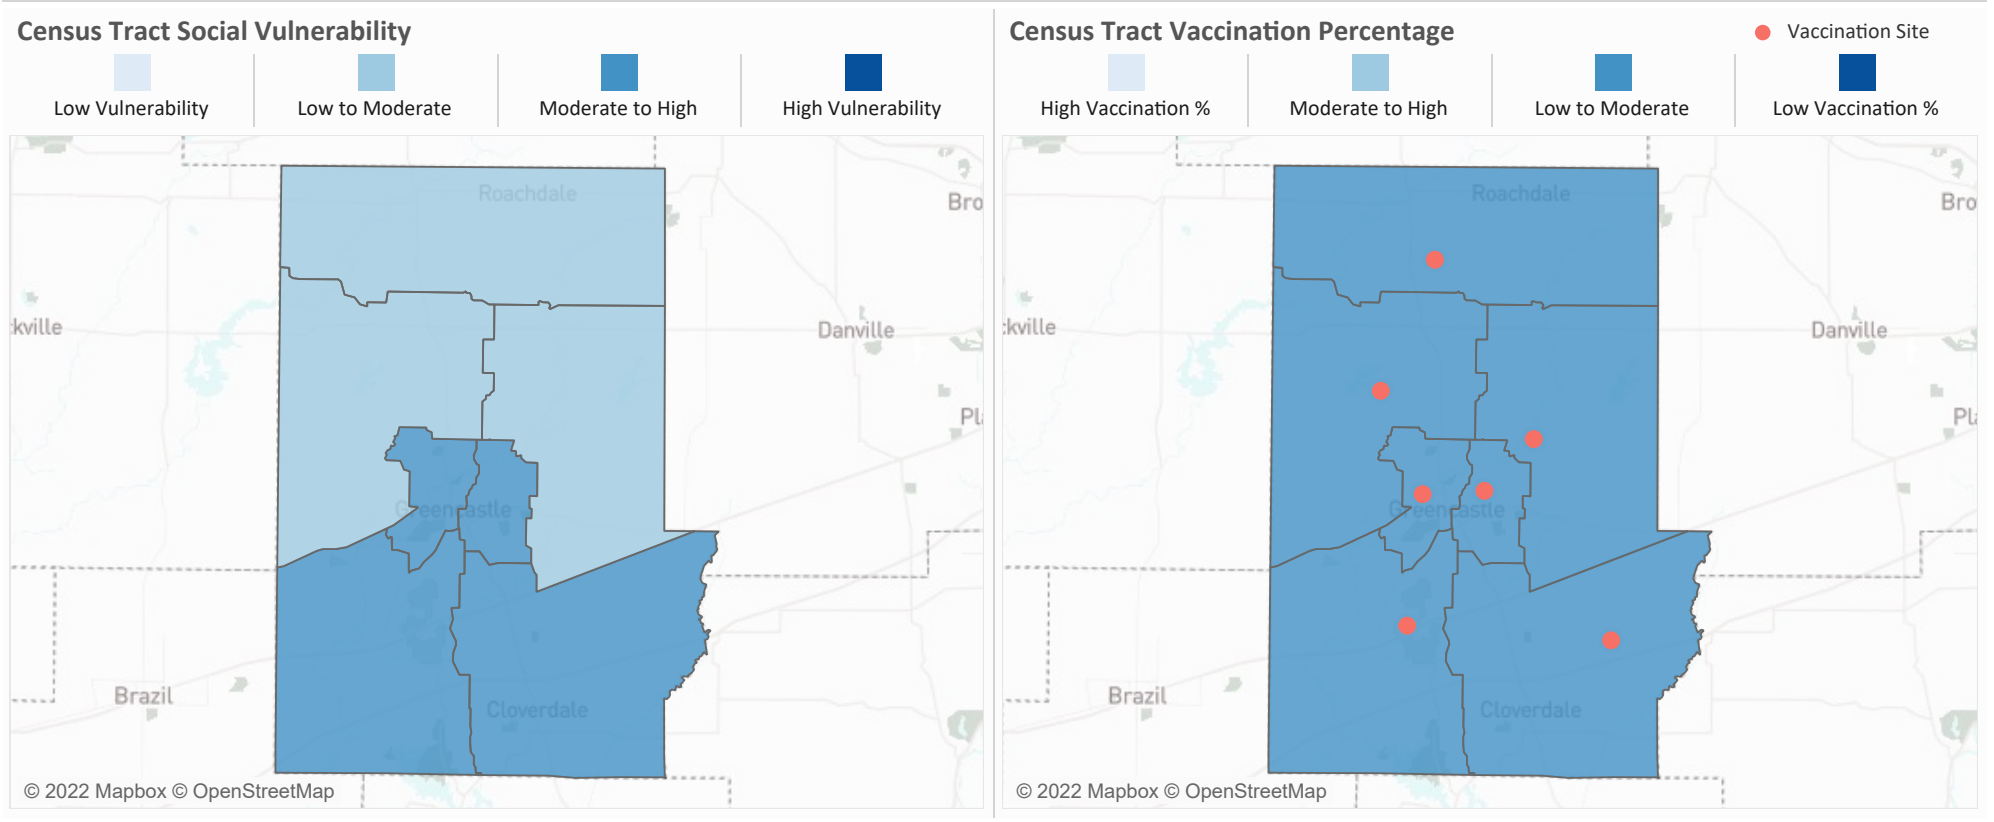 Census Tract Social Vulnerability
Low Vulnerability
Low to Moderate
Moderate to High
High Vulnerability
Roachdale
Bro
kville
Danville
Pla
Greencastle
Brazil
Cloverdale
© 2022 Mapbox © OpenStreetMap
Census Tract Vaccination Percentage
Vaccination Site
High Vaccination %
Moderate to High
Low to Moderate
Low Vaccination %
Roachdale
Bro
kville
Danville
Pla
Greencastle
Brazil
Cloverdale
© 2022 Mapbox © OpenStreetMap